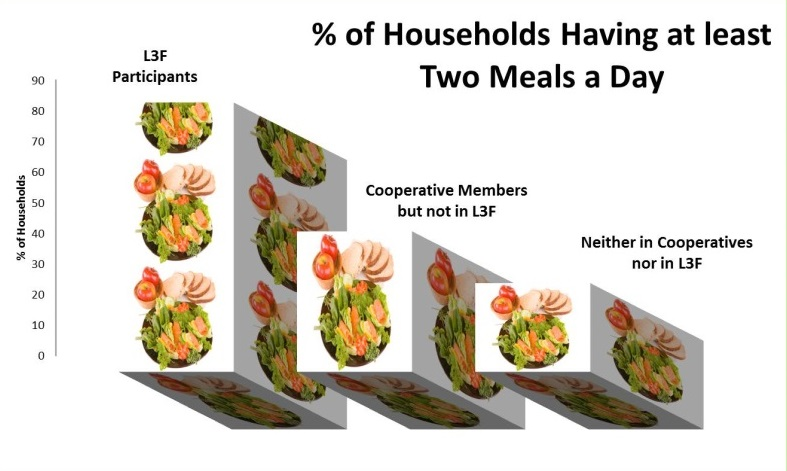 % of Households Having at least
Two Meals a Day
L3F
Participants
Cooperative Members
but not in L3F
Neither in Cooperatives
nor in L3F
% of Households
90
80
70
60
50
40
30
20
10
0